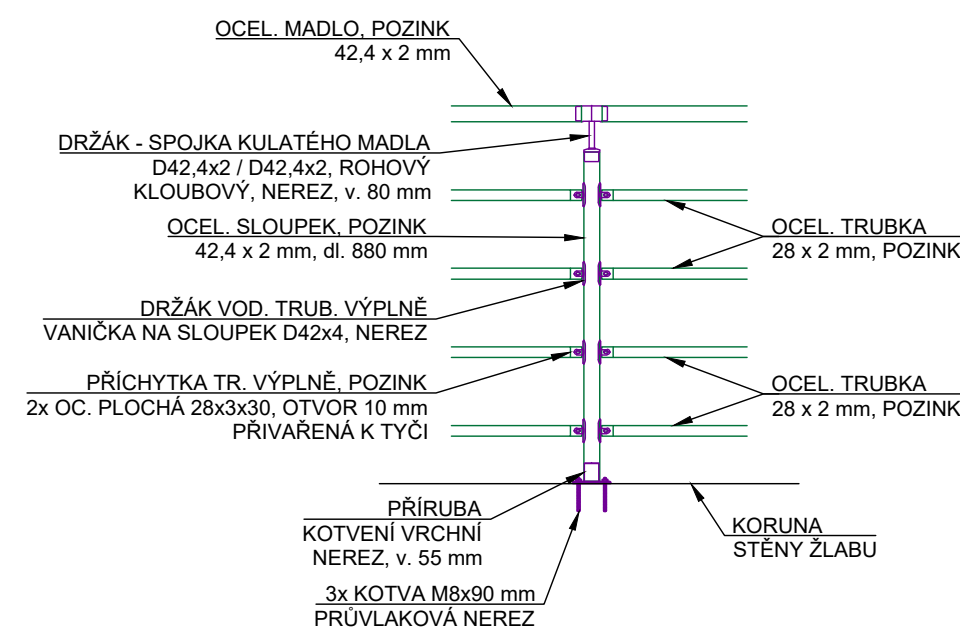 OCEL. MADLO, POZINK
42,4 x 2 mm
DRŽÁK - SPOJKA KULATÉHO MADLA
D42,4x2 / D42,4x2, ROHOVÝ
KLOUBOVÝ, NEREZ, v. 80 mm
OCEL. SLOUPEK, POZINK
42,4 x 2 mm, dl. 880 mm
OCEL. TRUBKA
28 x 2 mm, POZINK
DRŽÁK VOD. TRUB. VÝPLNĚ
VANIČKA NA SLOUPEK D42x4, NEREZ
PŘÍCHYTKA TR. VÝPLNĚ, POZINK
2x OC. PLOCHÁ 28x3x30, OTVOR 10 mm
PŘIVAŘENÁ K TYČI
OCEL. TRUBKA
28 x 2 mm, POZINK
PŘÍRUBA
KOTVENÍ VRCHNÍ
NEREZ, v. 55 mm
KORUNA
STĚNY ŽLABU
3x KOTVA M8x90 mm
PRŮVLAKOVÁ NEREZ